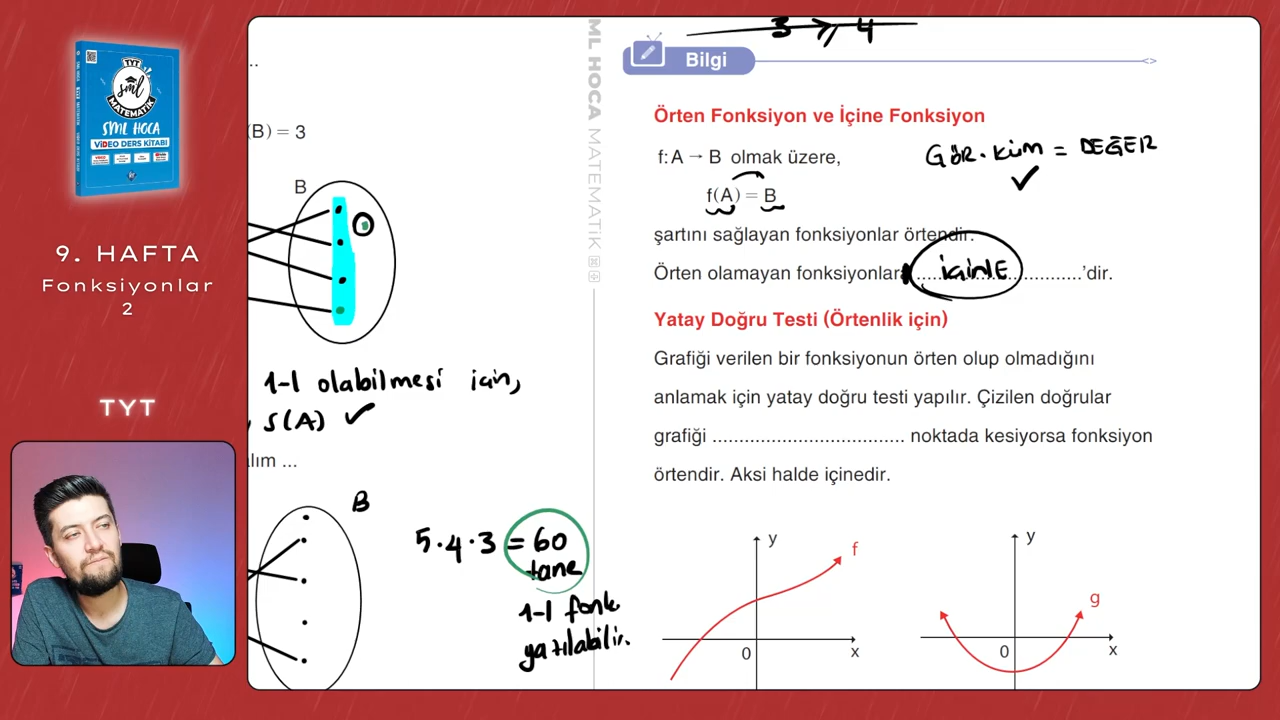 TYT
sml
MATEMATİK
SML HOCA
VİDEO DERS KİTABI
9. HAFTA
Fonksiyonlar
2
TYT
...
(B) = 3
B
1-1 olabilmesi için,
s(A) ✓
lım ...
B
5·4·3 = 60
tane
1-1 fonk
yazılabilir.
ML HOCA MATEMATİK
3 ⩾ 4
Bilgi
Örten Fonksiyon ve İçine Fonksiyon
f: A → B olmak üzere,
GÖR. KÜM = DEĞER
✓
f(A) = B
şartını sağlayan fonksiyonlar örtendir.
Örten olamayan fonksiyonlara ... İÇİNE ...'dir.
Yatay Doğru Testi (Örtenlik için)
Grafiği verilen bir fonksiyonun örten olup olmadığını
anlamak için yatay doğru testi yapılır. Çizilen doğrular
grafiği ..................................... noktada kesiyorsa fonksiyon
örtendir. Aksi halde içinedir.
y
f
0
x
y
g
0
x